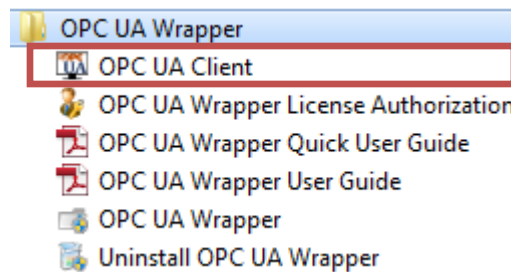 OPC UA Wrapper
UA OPC UA Client
OPC UA Wrapper License Authorization
OPC UA Wrapper Quick User Guide
OPC UA Wrapper User Guide
OPC UA Wrapper
Uninstall OPC UA Wrapper